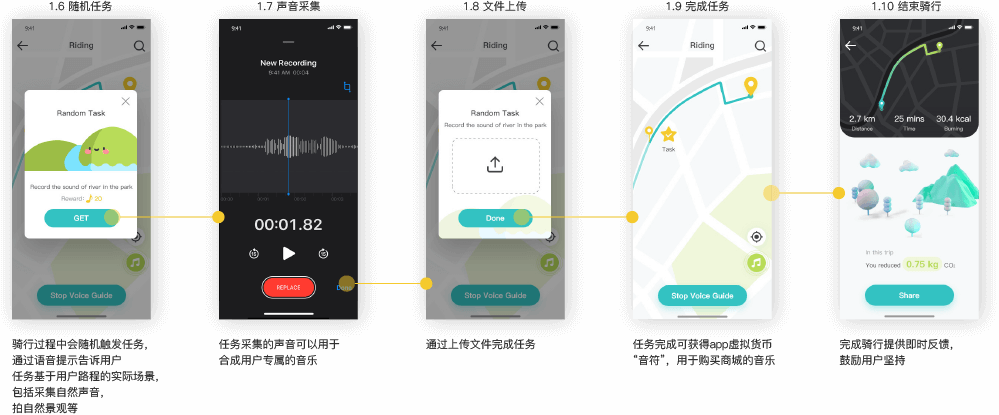 1.6 随机任务
9:41
Riding
Random Task
Record the sound of river in the park
Reward: 20
GET
Stop Voice Guide
骑行过程中会随机触发任务，
通过语音提示告诉用户
任务基于用户路程的实际场景，
包括采集自然声音，
拍自然景观等
1.7 声音采集
9:41
New Recording
9:41 AM 00:04
00:01.82
15
15
REPLACE
任务采集的声音可以用于
合成用户专属的音乐
1.8 文件上传
9:41
Riding
Random Task
Record the sound of river in the park
Done
Stop Voice Guide
通过上传文件完成任务
1.9 完成任务
9:41
Riding
Task
Stop Voice Guide
任务完成可获得app虚拟货币
“音符”，用于购买商城的音乐
1.10 结束骑行
9:41
2.7 km
25 mins
30.4 kcal
Distance
Time
Burning
In this trip
You reduced 0.75 kg CO₂
Share
完成骑行提供即时反馈，
鼓励用户坚持